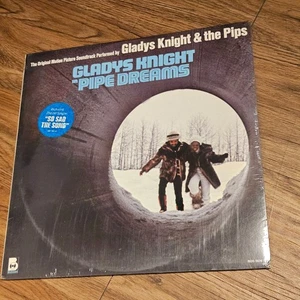 The Original Motion Picture Soundtrack Performed by Gladys Knight & the Pips
GLADYS KNIGHT
IN PIPE DREAMS
"SO SAD
THE SONG"